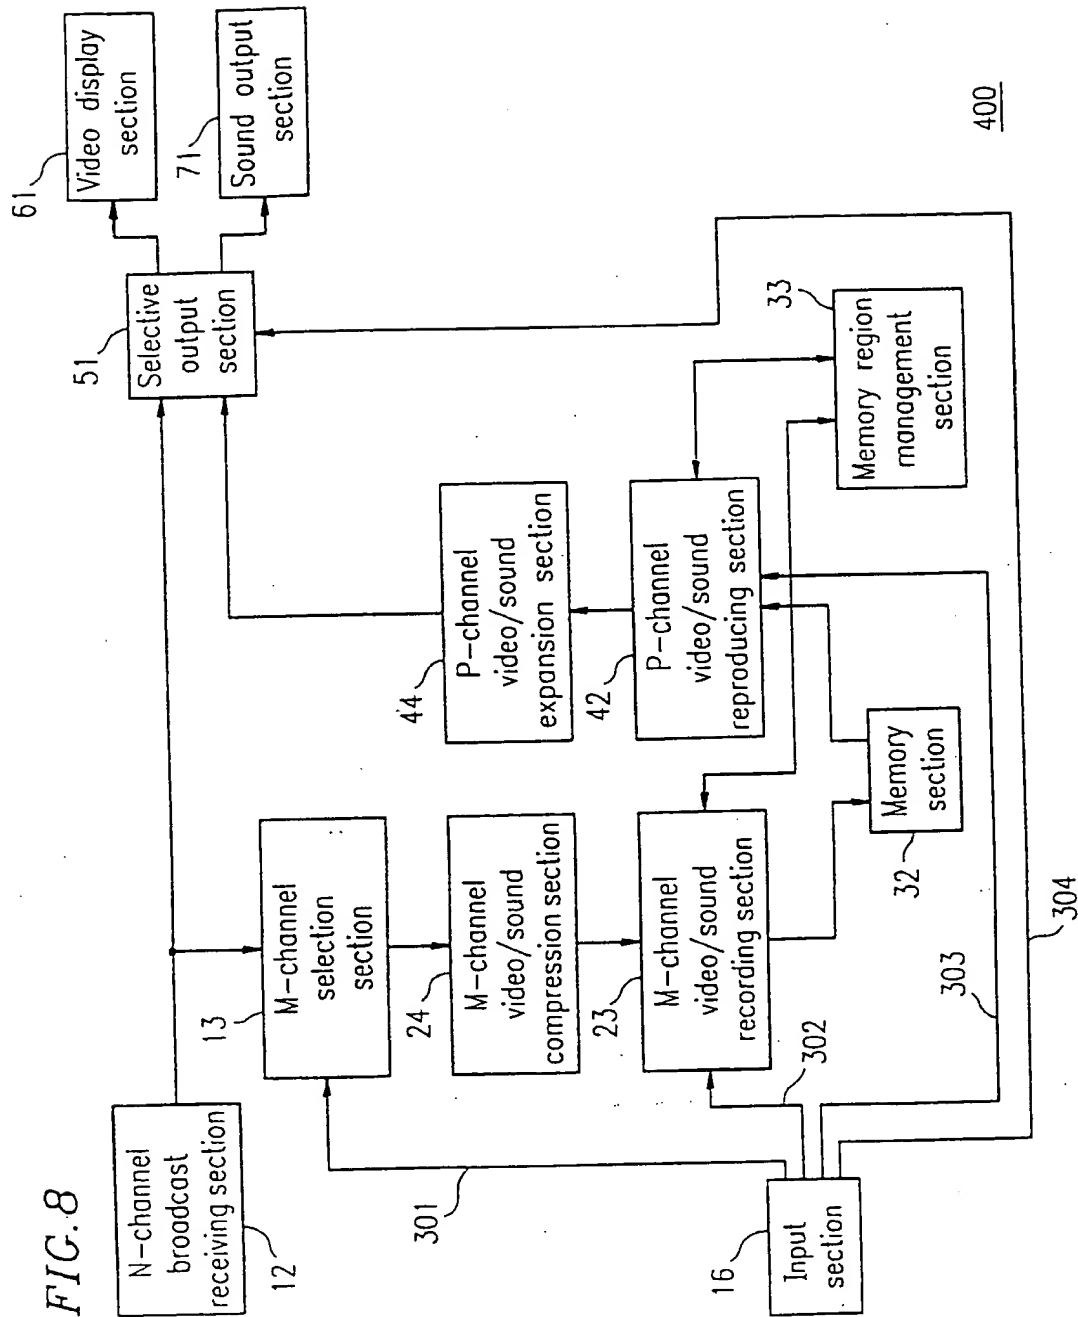 FIG.8
N-channel
broadcast
receiving section
12
M-channel
selection
section
13
M-channel
video/sound
compression section
24
M-channel
video/sound
recording section
23
Input
section
16
301
302
303
304
Memory
section
32
P-channel
video/sound
expansion section
44
P-channel
video/sound
reproducing section
42
Memory region
management
section
33
Selective
output
section
51
Video display
section
61
Sound output
section
71
400